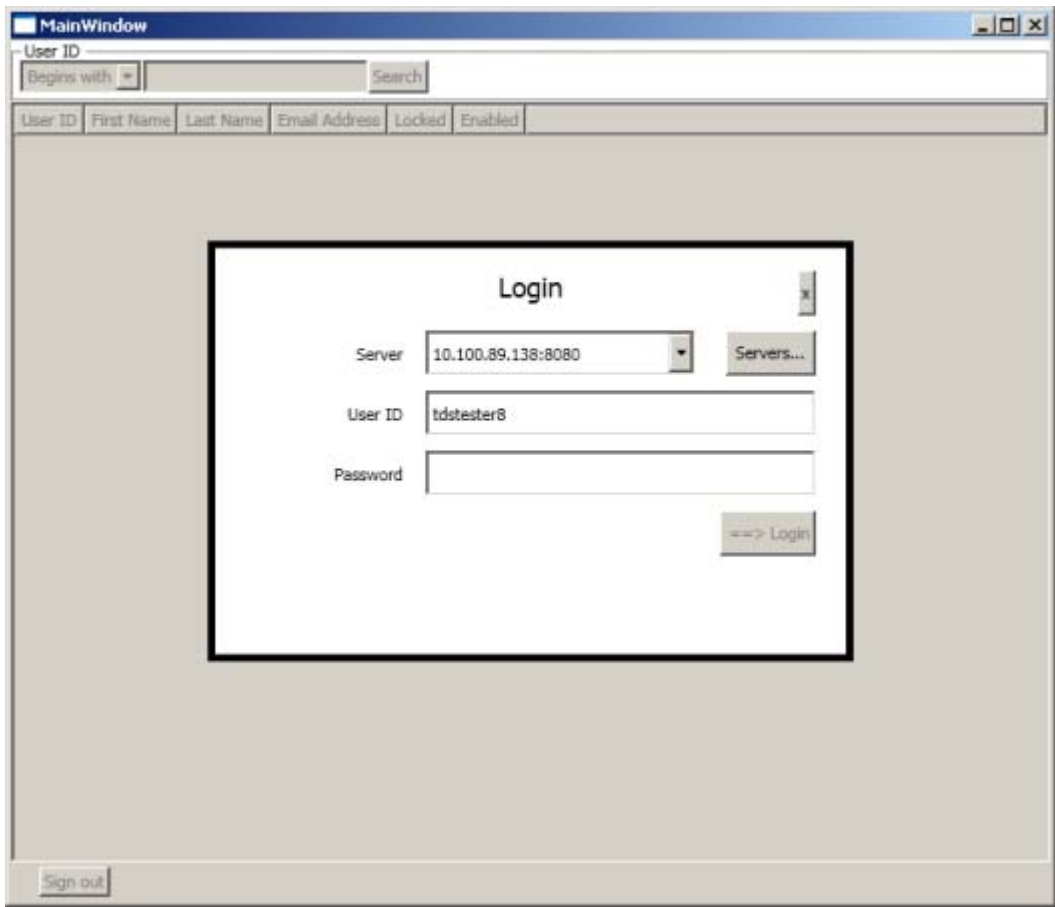 MainWindow
User ID
Begins with Search
User ID First Name Last Name Email Address Locked Enabled
Login
x
Server 10.100.89.138:8080 Servers...
User ID tdstester8
Password
==> Login
Sign out